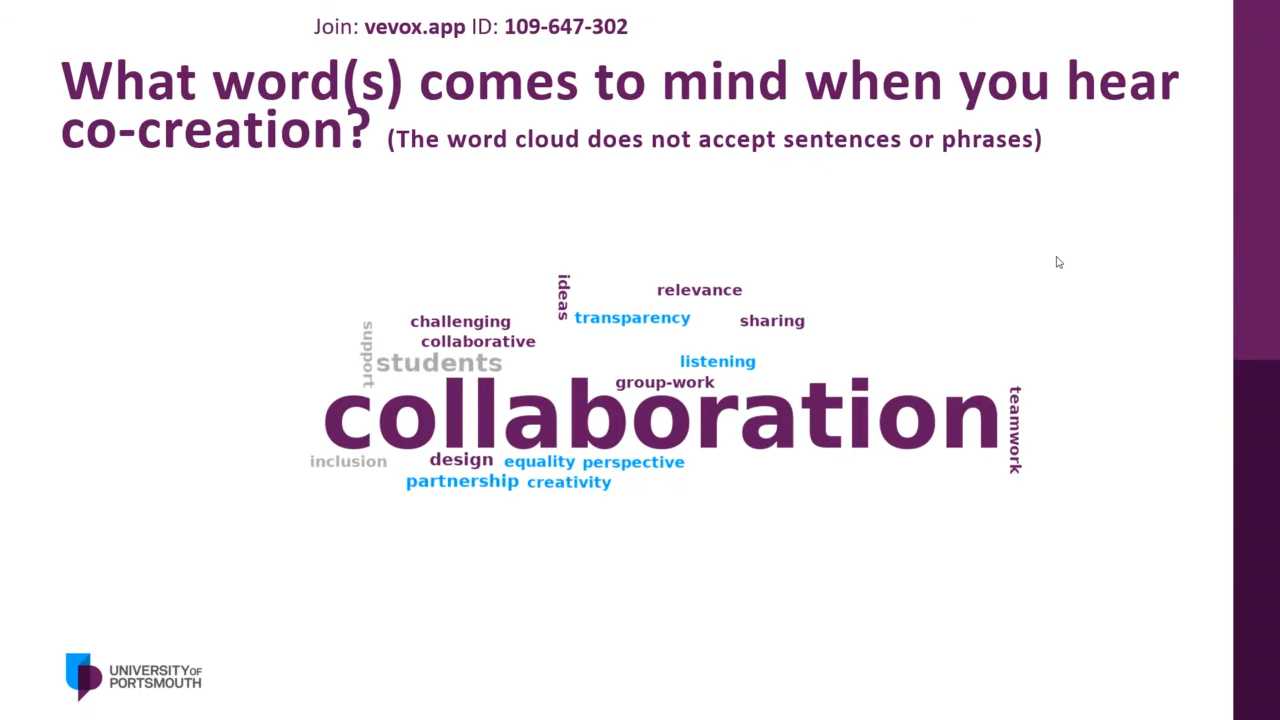 Join: vevox.app ID: 109-647-302
What word(s) comes to mind when you hear
co-creation? (The word cloud does not accept sentences or phrases)
ideas
relevance
transparency
sharing
challenging
support
collaborative
students
listening
group-work
collaboration
teamwork
inclusion
design
equality
perspective
partnership
creativity
UNIVERSITY OF
PORTSMOUTH